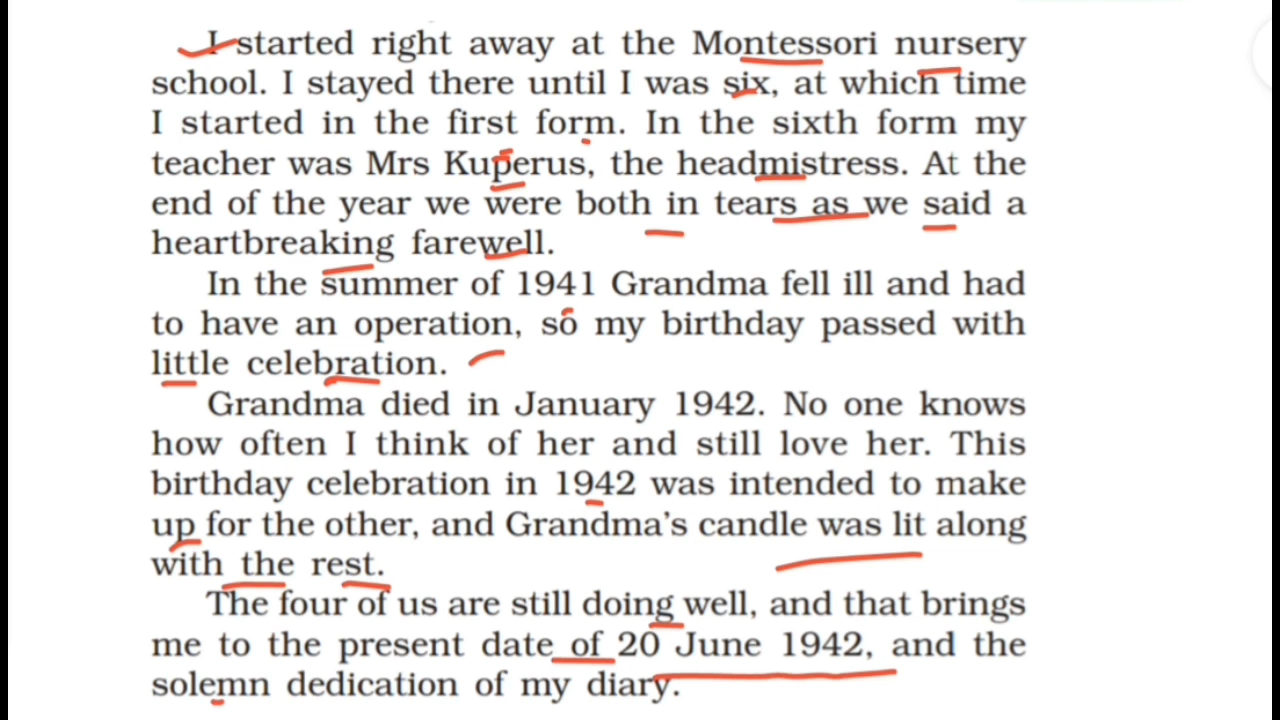 I started right away at the Montessori nursery
school. I stayed there until I was six, at which time
I started in the first form. In the sixth form my
teacher was Mrs Kuperus, the headmistress. At the
end of the year we were both in tears as we said a
heartbreaking farewell.
In the summer of 1941 Grandma fell ill and had
to have an operation, so my birthday passed with
little celebration.
Grandma died in January 1942. No one knows
how often I think of her and still love her. This
birthday celebration in 1942 was intended to make
up for the other, and Grandma's candle was lit along
with the rest.
The four of us are still doing well, and that brings
me to the present date of 20 June 1942, and the
solemn dedication of my diary.